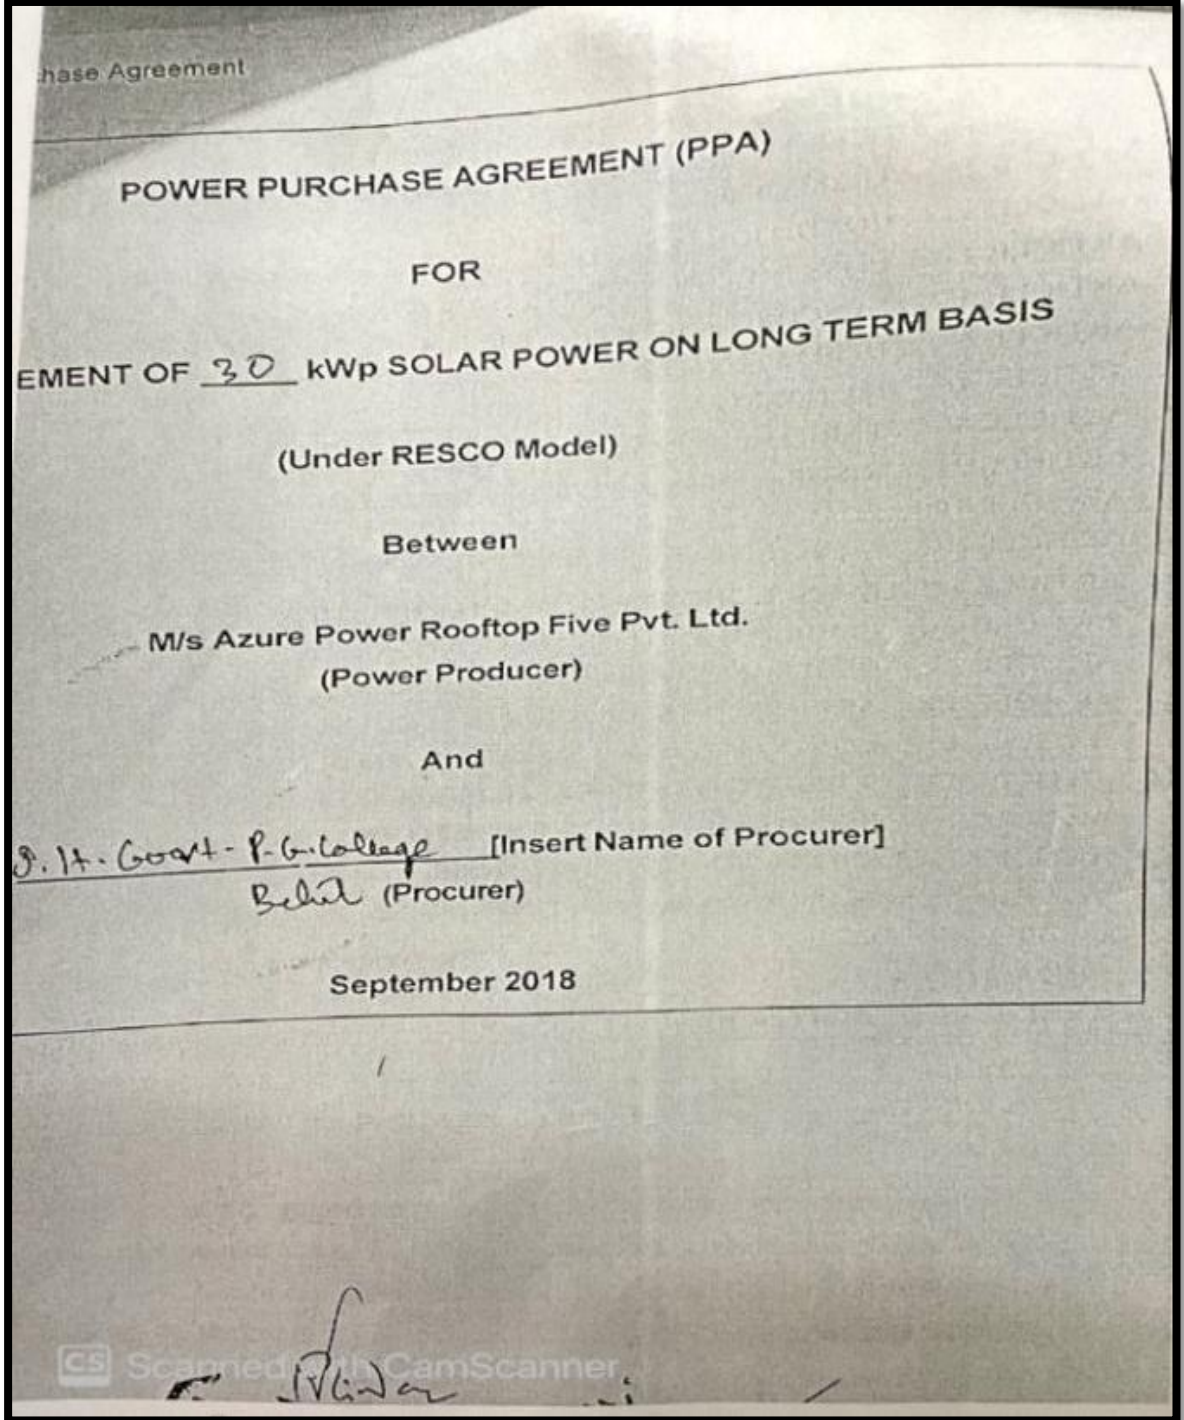 hase Agreement
POWER PURCHASE AGREEMENT (PPA)
FOR
EMENT OF 30 kWp SOLAR POWER ON LONG TERM BASIS
(Under RESCO Model)
Between
M/s Azure Power Rooftop Five Pvt. Ltd.
(Power Producer)
And
J. H. Govt. P. G. College [Insert Name of Procurer]
Betul (Procurer)
September 2018
CS Scanned with CamScanner